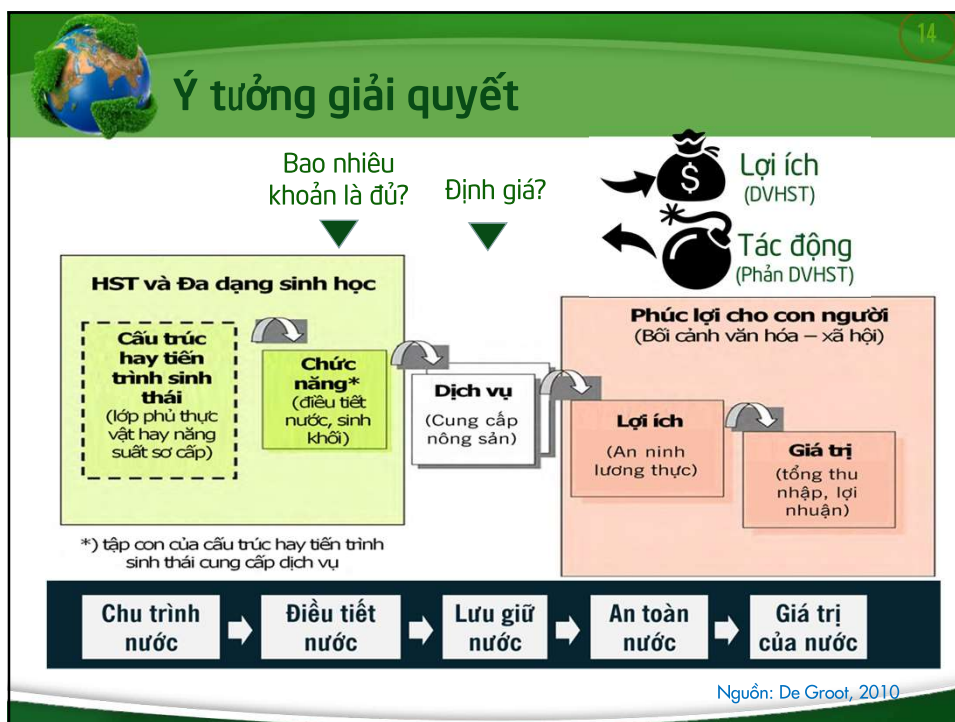 14
Ý tưởng giải quyết
Bao nhiêu
khoản là đủ?
Định giá?
$
Lợi ích
(DVHST)
Tác động
(Phản DVHST)
HST và Đa dạng sinh học
Cấu trúc
hay tiến
trình sinh
thái
(lớp phủ thực
vật hay năng
suất sơ cấp)
Chức
năng*
(điều tiết
nước, sinh
khối)
*) tập con của cấu trúc hay tiến trình
sinh thái cung cấp dịch vụ
Dịch vụ
(Cung cấp
nông sản)
Phúc lợi cho con người
(Bối cảnh văn hóa – xã hội)
Lợi ích
(An ninh
lương thực)
Giá trị
(tổng thu
nhập, lợi
nhuận)
Chu trình
nước
Điều tiết
nước
Lưu giữ
nước
An toàn
nước
Giá trị
của nước
Nguồn: De Groot, 2010